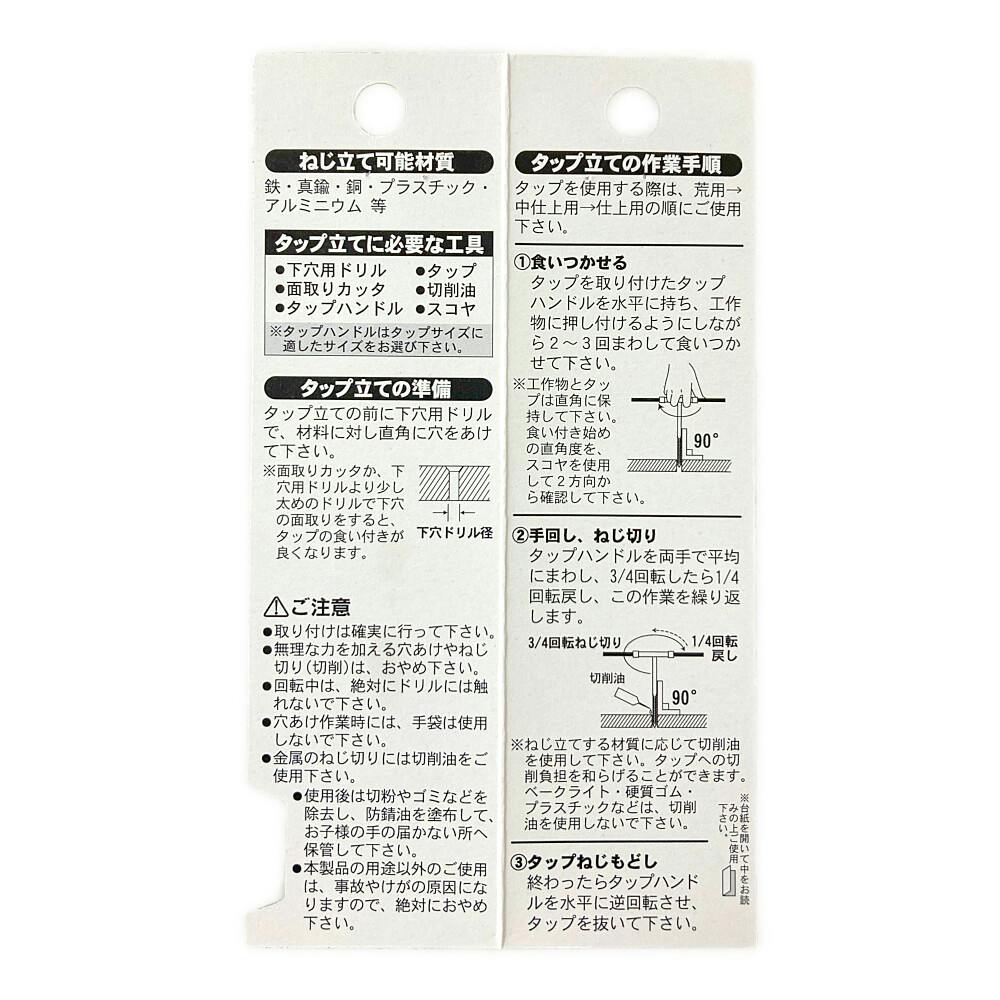 ねじ立て可能材質
鉄・真鍮・銅・プラスチック・
アルミニウム 等
タップ立てに必要な工具
●下穴用ドリル ●タップ
●面取りカッタ ●切削油
●タップハンドル ●スコヤ
※タップハンドルはタップサイズに
適したサイズをお選び下さい。
タップ立ての準備
タップ立ての前に下穴用ドリル
で、材料に対し直角に穴をあけ
て下さい。
※面取りカッタか、下
穴用ドリルより少し
太めのドリルで下穴
の面取りをすると、
タップの食い付きが
良くなります。
下穴ドリル径
⚠ご注意
●取り付けは確実に行って下さい。
●無理な力を加える穴あけやねじ
切り(切削)は、おやめ下さい。
●回転中は、絶対にドリルには触
れないで下さい。
●穴あけ作業時には、手袋は使用
しないで下さい。
●金属のねじ切りには切削油をご
使用下さい。
●使用後は切粉やゴミなどを
除去し、防錆油を塗布して、
お子様の手の届かない所へ
保管して下さい。
●本製品の用途以外のご使用
は、事故やけがの原因にな
りますので、絶対におやめ
下さい。
タップ立ての作業手順
タップを使用する際は、荒用→
中仕上用→仕上用の順にご使用
下さい。
①食いつかせる
タップを取り付けたタップ
ハンドルを水平に持ち、工作
物に押し付けるようにしなが
ら2〜3回まわして食いつか
せて下さい。
※工作物とタッ
プは直角に保
持して下さい。
食い付き始め
の直角度を、
スコヤを使用
して2方向か
ら確認して下さい。
90°
②手回し、ねじ切り
タップハンドルを両手で平均
にまわし、3/4回転したら1/4
回転戻し、この作業を繰り返
します。
3/4回転ねじ切り
1/4回転
戻し
切削油
90°
※ねじ立てする材質に応じて切削油
を使用して下さい。タップへの切
削負担を和らげることができます。
ベークライト・硬質ゴム・
プラスチックなどは、切削
油を使用しないで下さい。
③タップねじもどし
終わったらタップハンド
ルを水平に逆回転させ、
タップを抜いて下さい。
※台紙を開いて中をお読
みの上ご使用
下さい。